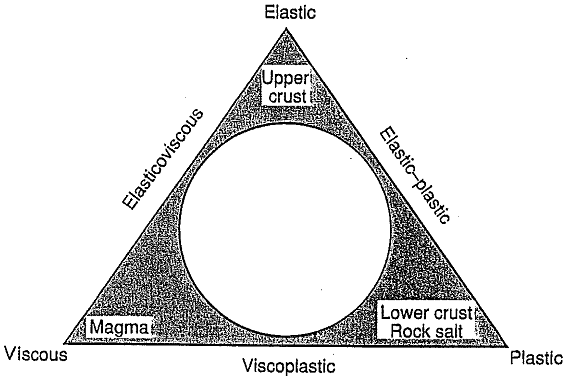 Elastic
Upper
crust
Elasticoviscous
Elastic–plastic
Magma
Lower crust
Rock salt
Viscous
Viscoplastic
Plastic